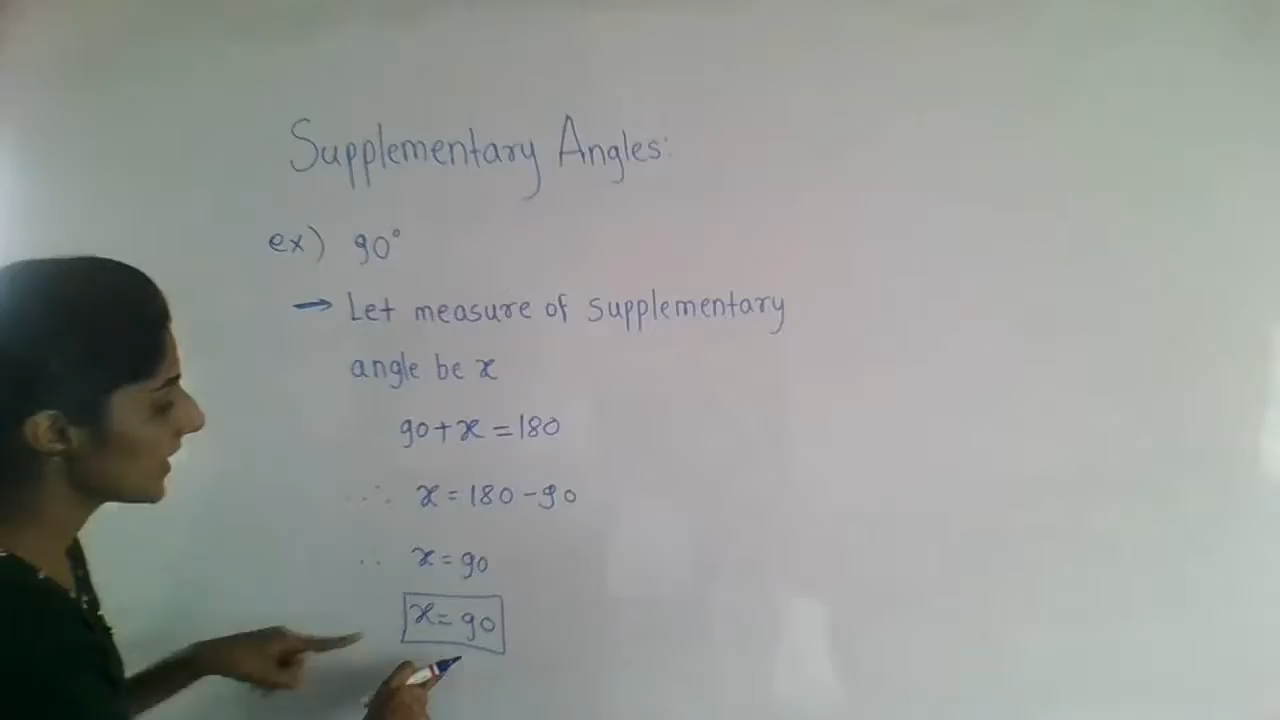 Supplementary Angles:
ex) 90°
→ Let measure of supplementary
angle be x
90+x=180
∴ x=180-90
∴ x=90
x=90